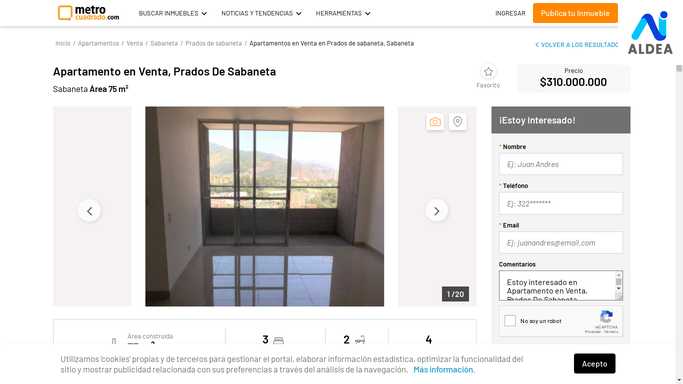 metro
cuadrado.com
BUSCAR INMUEBLES
NOTICIAS Y TENDENCIAS
HERRAMIENTAS
INGRESAR
Publica tu Inmueble
ALDEA
Inicio / Apartamentos / Venta / Sabaneta / Prados de sabaneta / Apartamentos en Venta en Prados de sabaneta, Sabaneta
< VOLVER A LOS RESULTADO
Apartamento en Venta, Prados De Sabaneta
Sabaneta Área 75 m²
Favorito
Precio
$310.000.000
1 / 20
¡Estoy Interesado!
* Nombre
Ej: Juan Andres
* Teléfono
Ej: 322*******
* Email
Ej: juanandres@email.com
Comentarios
Estoy interesado en
Apartamento en Venta,
Prados De Sabaneta
No soy un robot
reCAPTCHA
Privacidad - Términos
Área construida
3
2
4
Utilizamos 'cookies' propias y de terceros para gestionar el portal, elaborar información estadística, optimizar la funcionalidad del
sitio y mostrar publicidad relacionada con sus preferencias a través del análisis de la navegación. Más información.
Acepto